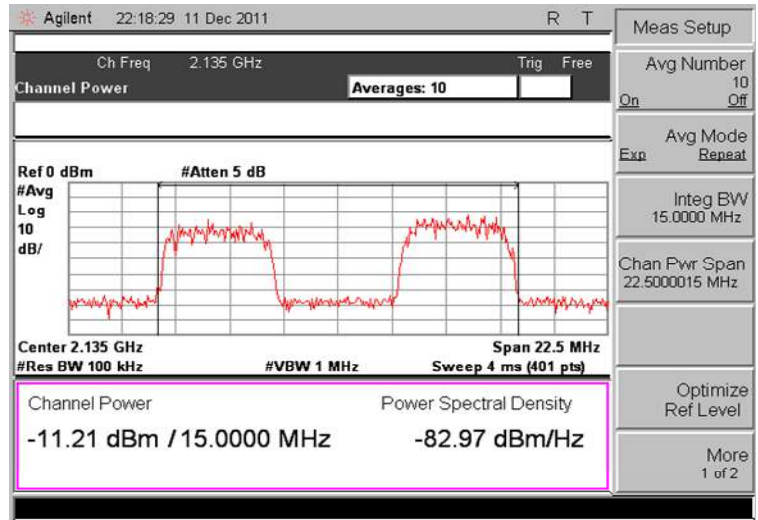 Agilent 22:18:29 11 Dec 2011 R T
Meas Setup
Ch Freq 2.135 GHz Trig Free
Channel Power Averages: 10
Ref 0 dBm #Atten 5 dB
#Avg
Log
10
dB/
Center 2.135 GHz Span 22.5 MHz
#Res BW 100 kHz #VBW 1 MHz Sweep 4 ms (401 pts)
Channel Power Power Spectral Density
-11.21 dBm / 15.0000 MHz -82.97 dBm/Hz
Avg Number
10
On Off
Avg Mode
Exp Repeat
Integ BW
15.0000 MHz
Chan Pwr Span
22.5000015 MHz
Optimize
Ref Level
More
1 of 2